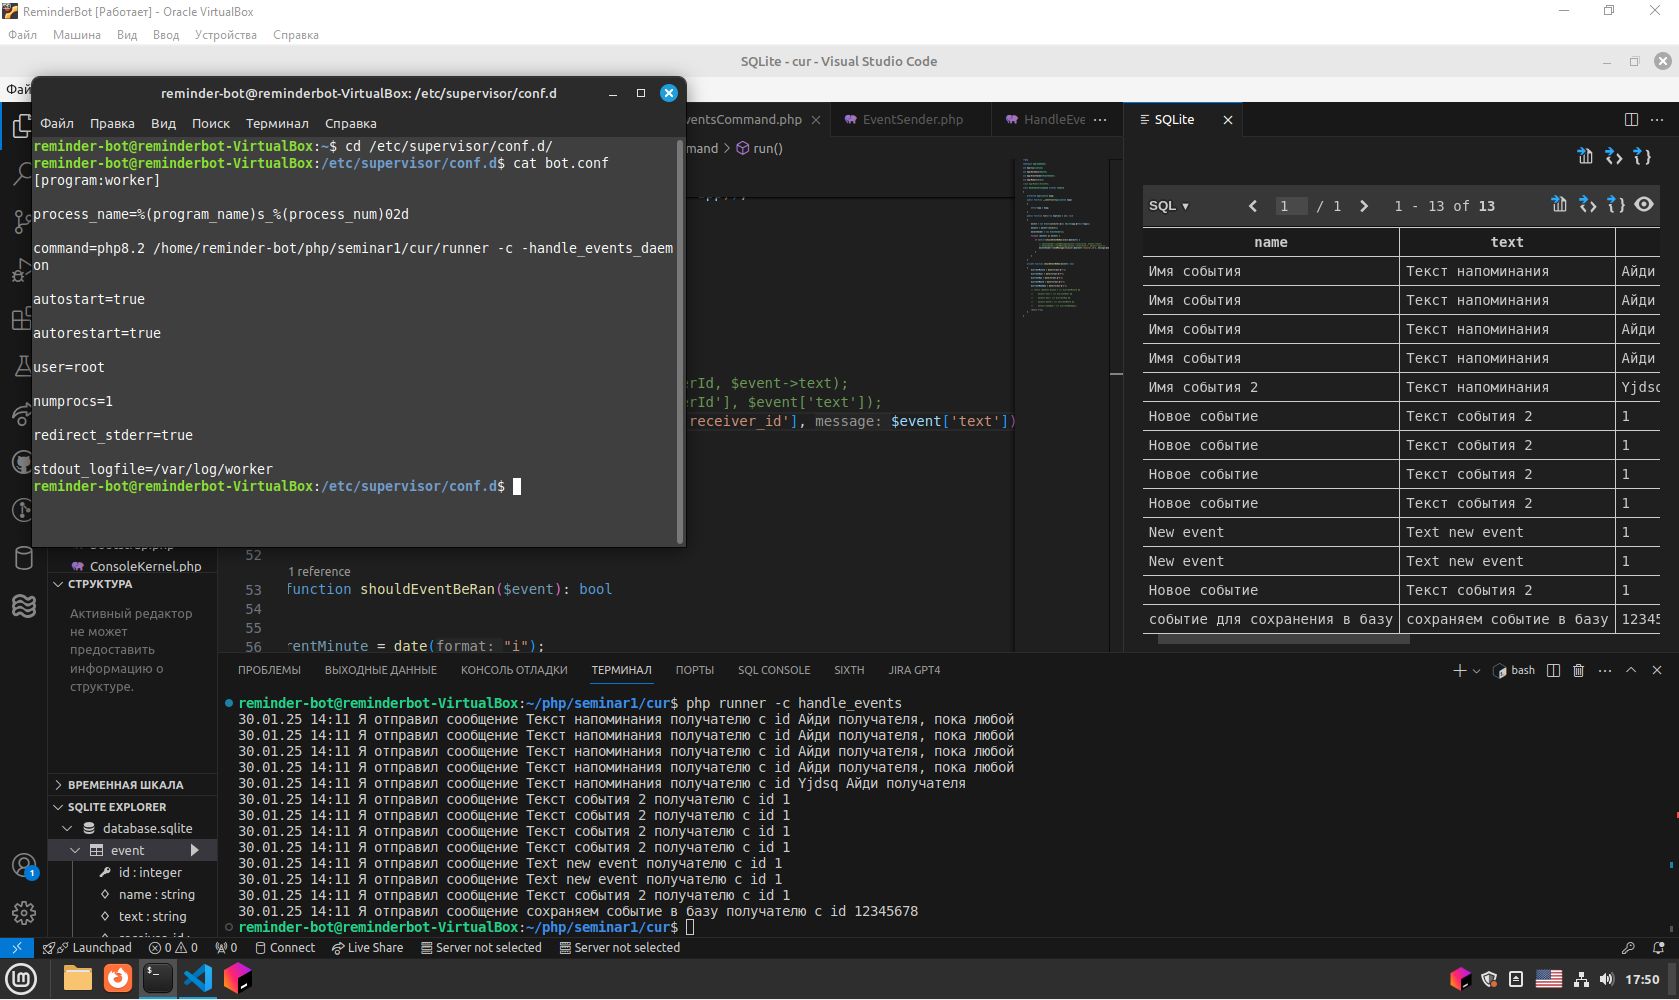 ReminderBot [Работает] - Oracle VirtualBox
Файл Машина Вид Ввод Устройства Справка
SQLite - cur - Visual Studio Code
Фай
reminder-bot@reminderbot-VirtualBox: /etc/supervisor/conf.d
Файл Правка Вид Поиск Терминал Справка
reminder-bot@reminderbot-VirtualBox:~$ cd /etc/supervisor/conf.d/
reminder-bot@reminderbot-VirtualBox:/etc/supervisor/conf.d$ cat bot.conf
[program:worker]
process_name=%(program_name)s_%(process_num)02d
command=php8.2 /home/reminder-bot/php/seminar1/cur/runner -c -handle_events_daem
on
autostart=true
autorestart=true
user=root
numprocs=1
redirect_stderr=true
stdout_logfile=/var/log/worker
reminder-bot@reminderbot-VirtualBox:/etc/supervisor/conf.d$
ventsCommand.php EventSender.php HandleEve ···
mand > run()
erId, $event->text);
erId'], $event['text']);
receiver_id'], message: $event['text'])
52
1 reference
53 function shouldEventBeRan($event): bool
54
55
56 rentMinute = date(format: "i");
SQLite
SQL 1 / 1 1 - 13 of 13
name text
Имя события Текст напоминания Айди
Имя события Текст напоминания Айди
Имя события Текст напоминания Айди
Имя события Текст напоминания Айди
Имя события 2 Текст напоминания Yjdsq
Новое событие Текст события 2 1
Новое событие Текст события 2 1
Новое событие Текст события 2 1
Новое событие Текст события 2 1
New event Text new event 1
New event Text new event 1
Новое событие Текст события 2 1
событие для сохранения в базу сохраняем событие в базу 12345
ConsoleKernel.php
СТРУКТУРА
Активный редактор
не может
предоставить
информацию о
структуре.
ВРЕМЕННАЯ ШКАЛА
SQLITE EXPLORER
database.sqlite
event
id : integer
name : string
text : string
ПРОБЛЕМЫ ВЫХОДНЫЕ ДАННЫЕ КОНСОЛЬ ОТЛАДКИ ТЕРМИНАЛ ПОРТЫ SQL CONSOLE SIXTH JIRA GPT4
bash
reminder-bot@reminderbot-VirtualBox:~/php/seminar1/cur$ php runner -c handle_events
30.01.25 14:11 Я отправил сообщение Текст напоминания получателю с id Айди получателя, пока любой
30.01.25 14:11 Я отправил сообщение Текст напоминания получателю с id Айди получателя, пока любой
30.01.25 14:11 Я отправил сообщение Текст напоминания получателю с id Айди получателя, пока любой
30.01.25 14:11 Я отправил сообщение Текст напоминания получателю с id Айди получателя, пока любой
30.01.25 14:11 Я отправил сообщение Текст напоминания получателю с id Yjdsq Айди получателя
30.01.25 14:11 Я отправил сообщение Текст события 2 получателю с id 1
30.01.25 14:11 Я отправил сообщение Текст события 2 получателю с id 1
30.01.25 14:11 Я отправил сообщение Текст события 2 получателю с id 1
30.01.25 14:11 Я отправил сообщение Текст события 2 получателю с id 1
30.01.25 14:11 Я отправил сообщение Text new event получателю с id 1
30.01.25 14:11 Я отправил сообщение Text new event получателю с id 1
30.01.25 14:11 Я отправил сообщение Текст события 2 получателю с id 1
30.01.25 14:11 Я отправил сообщение сохраняем событие в базу получателю с id 12345678
reminder-bot@reminderbot-VirtualBox:~/php/seminar1/cur$
1
Launchpad 0 0 0 Connect Live Share Server not selected Server not selected
17:50